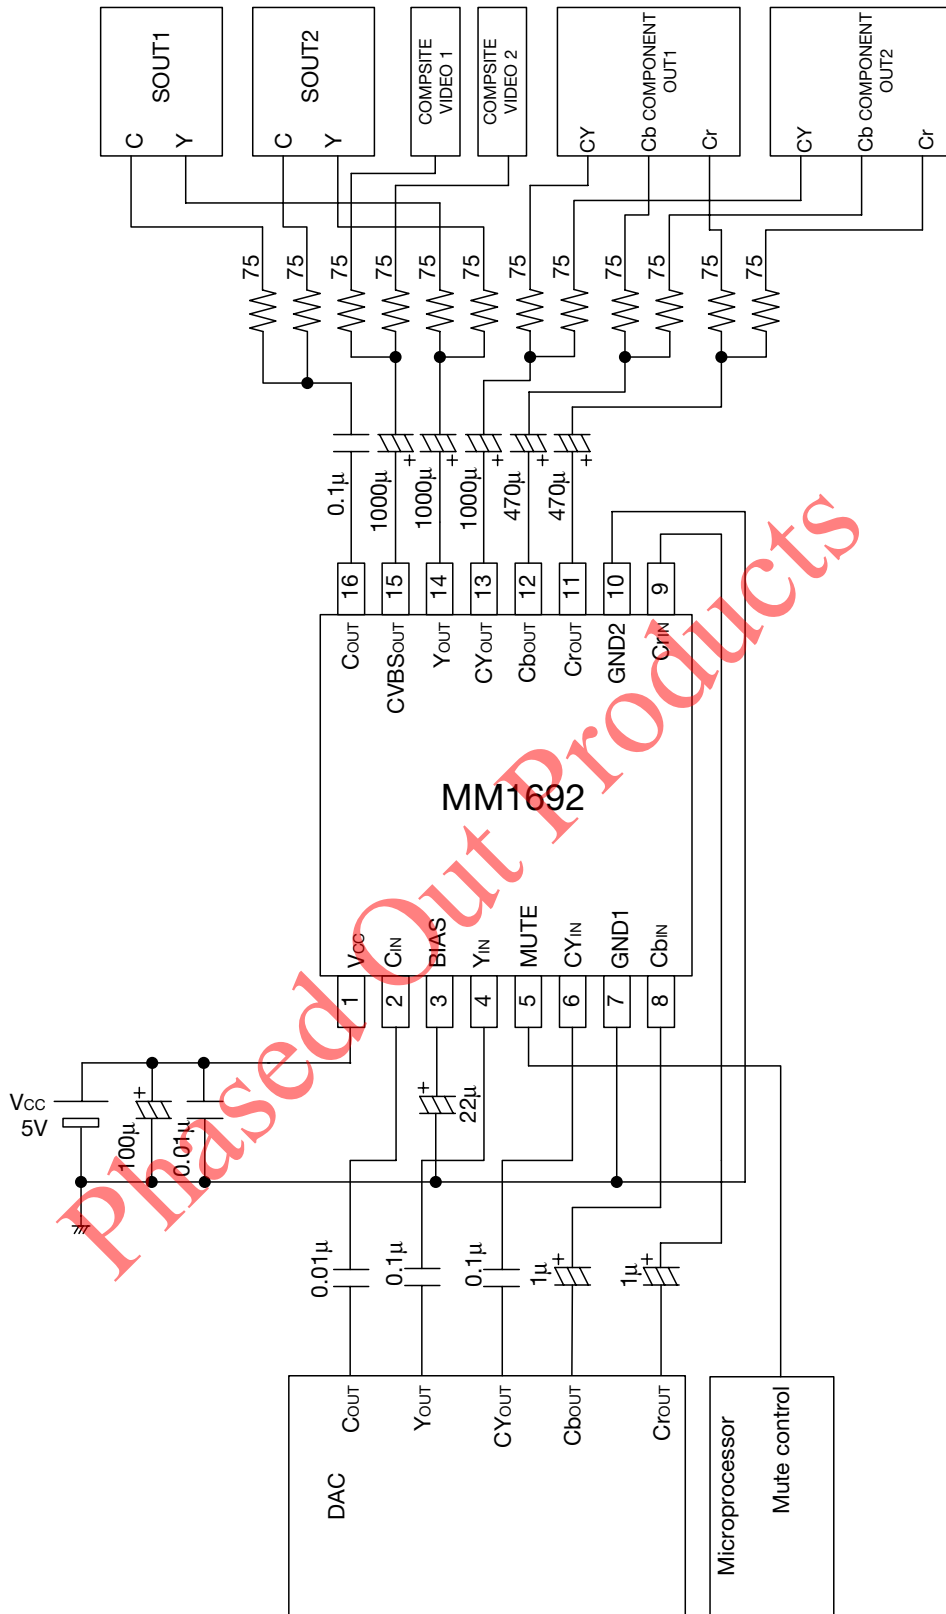 SOUT1
C
Y
SOUT2
C
Y
COMPSITE
VIDEO 1
COMPSITE
VIDEO 2
Cb COMPONENT
OUT1
CY
Cr
Cb COMPONENT
OUT2
CY
Cr
75
75
75
75
75
75
75
75
75
75
75
75
0.1μ
1000μ
+
1000μ
+
1000μ
+
470μ
+
470μ
+
16
15
14
13
12
11
10
9
COUT
CVBSOUT
YOUT
CYOUT
CbOUT
CrOUT
GND2
CrIN
MM1692
VCC
CIN
BIAS
YIN
MUTE
CYIN
GND1
CbIN
1
2
3
4
5
6
7
8
VCC
5V
100μ
+
0.01μ
+
22μ
0.01μ
0.1μ
0.1μ
1μ
+
1μ
+
COUT
YOUT
CYOUT
CbOUT
CrOUT
DAC
Microprocessor
Mute control
Phased Out Products